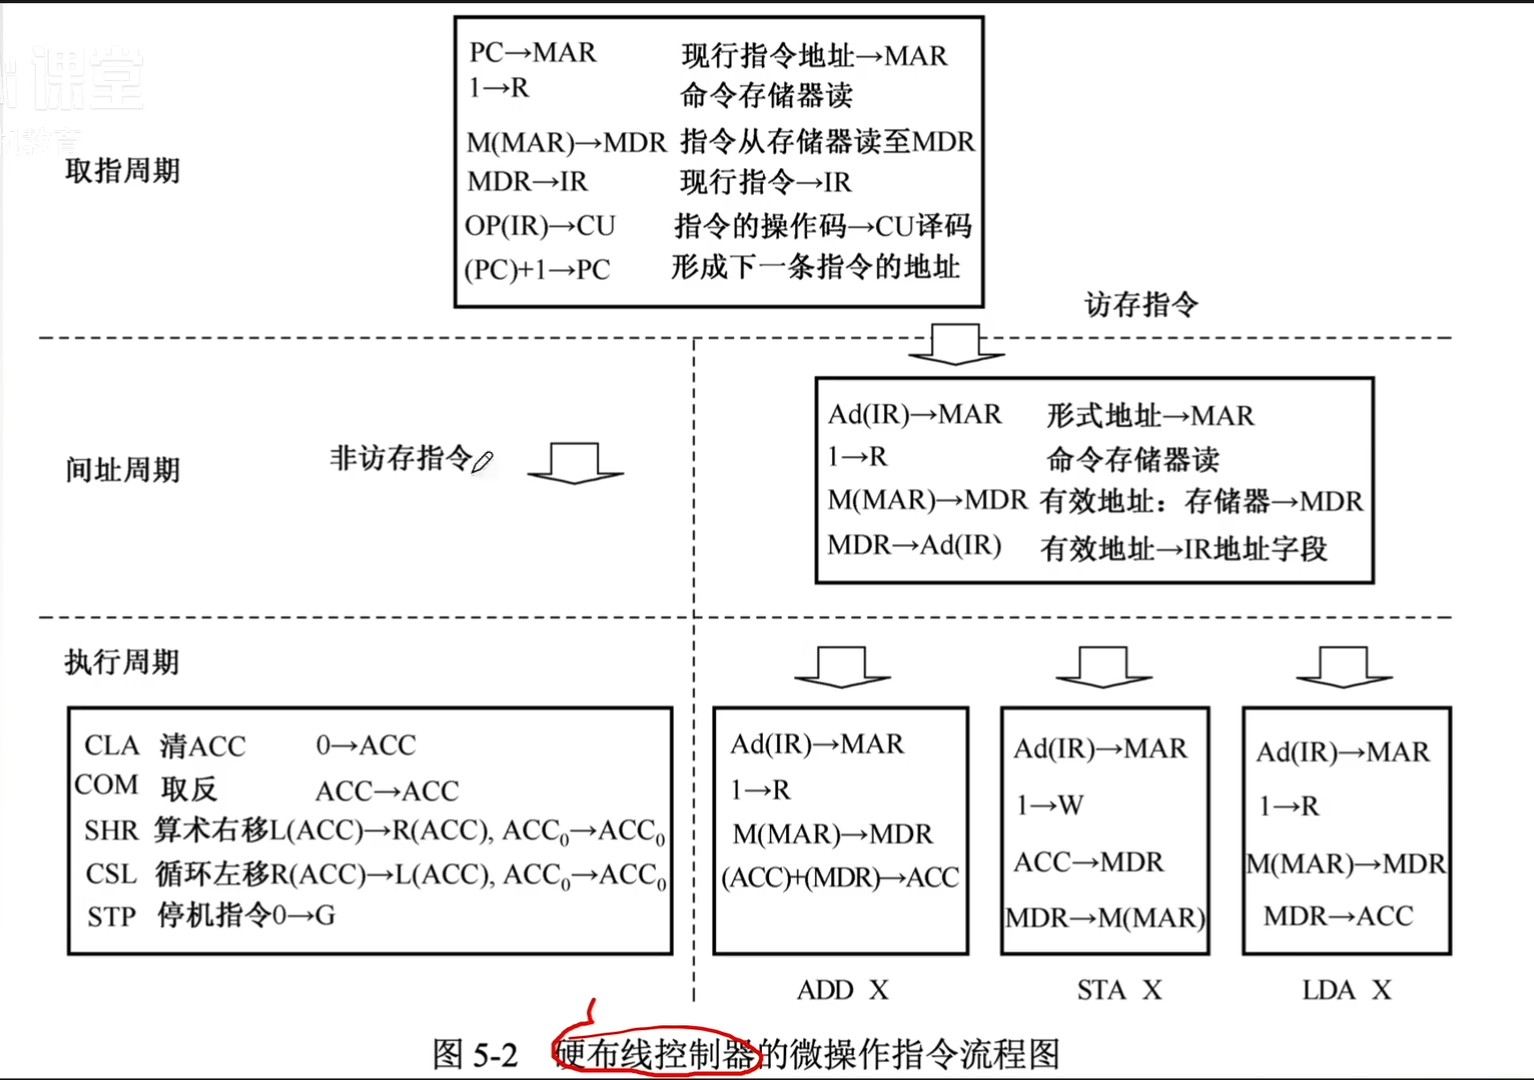 课堂
教育
PC→MAR 现行指令地址→MAR
1→R 命令存储器读
M(MAR)→MDR 指令从存储器读至MDR
取指周期
MDR→IR 现行指令→IR
OP(IR)→CU 指令的操作码→CU译码
(PC)+1→PC 形成下一条指令的地址
访存指令
间址周期
非访存指令
Ad(IR)→MAR 形式地址→MAR
1→R 命令存储器读
M(MAR)→MDR 有效地址：存储器→MDR
MDR→Ad(IR) 有效地址→IR地址字段
执行周期
CLA 清ACC 0→ACC
COM 取反 ACC→ACC
SHR 算术右移L(ACC)→R(ACC), ACC₀→ACC₀
CSL 循环左移R(ACC)→L(ACC), ACC₀→ACC₀
STP 停机指令0→G
Ad(IR)→MAR
1→R
M(MAR)→MDR
(ACC)+(MDR)→ACC
ADD X
Ad(IR)→MAR
1→W
ACC→MDR
MDR→M(MAR)
STA X
Ad(IR)→MAR
1→R
M(MAR)→MDR
MDR→ACC
LDA X
图 5-2 硬布线控制器的微操作指令流程图